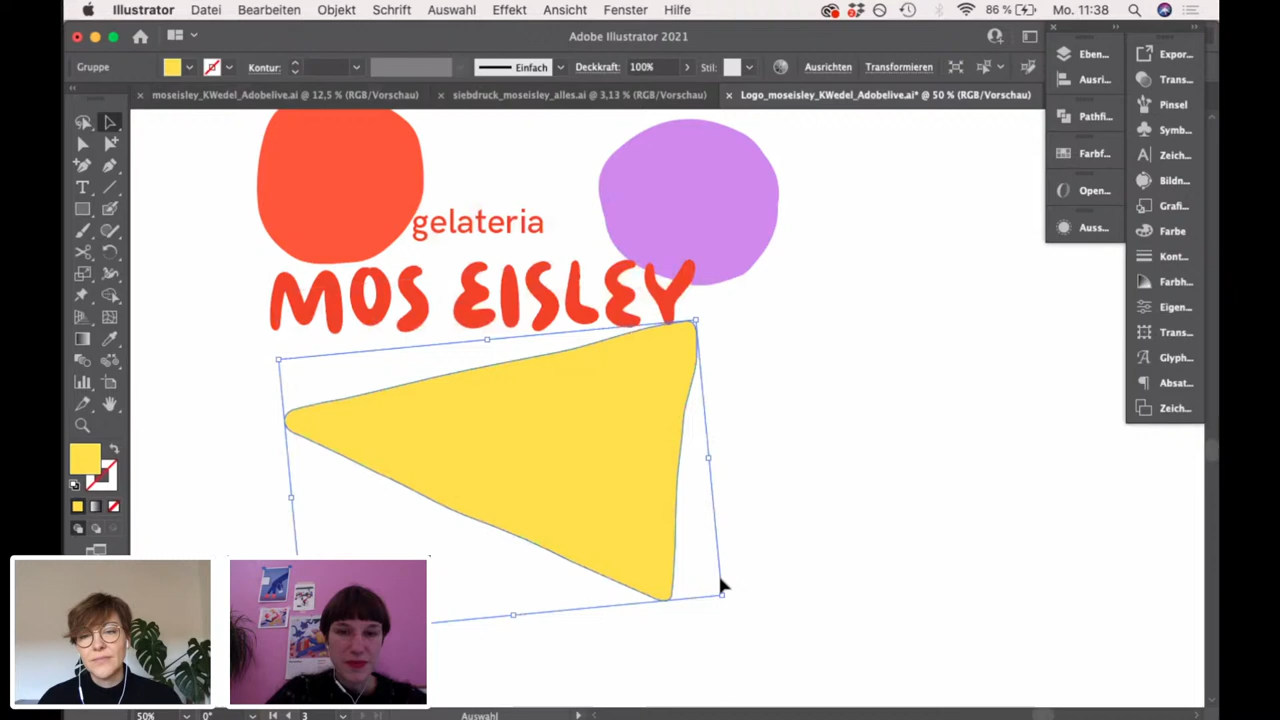 Illustrator Datei Bearbeiten Objekt Schrift Auswahl Effekt Ansicht Fenster Hilfe 86 % Mo. 11:38
Adobe Illustrator 2021
Gruppe Kontur: Einfach Deckkraft: 100% Stil: Ausrichten Transformieren
moseisley_KWedel_Adobelive.ai @ 12,5 % (RGB/Vorschau) siebdruck_moseisley_alles.ai @ 3,13 % (RGB/Vorschau) Logo_moseisley_KWedel_Adobelive.ai* @ 50 % (RGB/Vorschau)
Eben...
Ausri...
Pathfi...
Farbf...
Open...
Auss...
Expor...
Trans...
Pinsel
Symb...
Zeich...
Bildn...
Grafi...
Farbe
Kont...
Farbh...
Eigen...
Trans...
Glyph...
Absat...
Zeich...
gelateria
MOS EISLEY
50% 0° 3 Auswahl